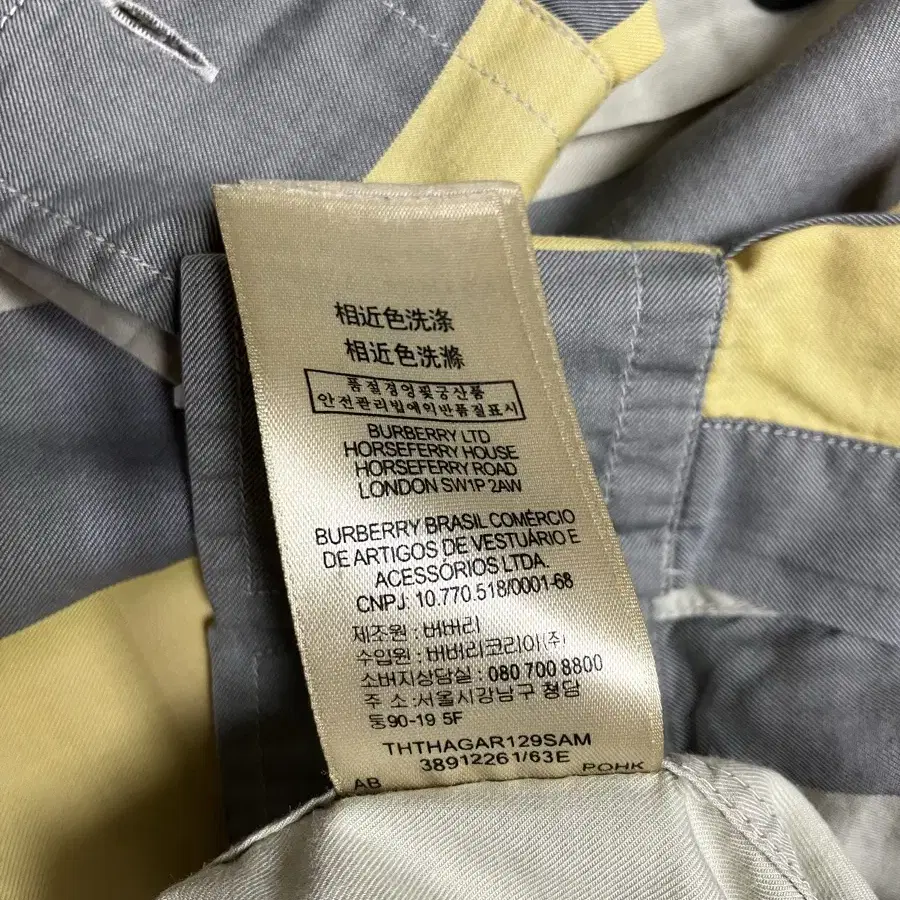 相近色洗涤
相近色洗滌
품질경영및공산품
안전관리법에의한품질표시
BURBERRY LTD
HORSEFERRY HOUSE
HORSEFERRY ROAD
LONDON SW1P 2AW
BURBERRY BRASIL COMÉRCIO
DE ARTIGOS DE VESTUÁRIO E
ACESSÓRIOS LTDA.
CNPJ: 10.770.518/0001-68
제조원 : 버버리
수입원 : 버버리코리아(주)
소비자상담실 : 080 700 8800
주 소 :서울시강남구 청담
동90-19 5F
THTHAGAR129SAM
38912261/63E
AB POHK